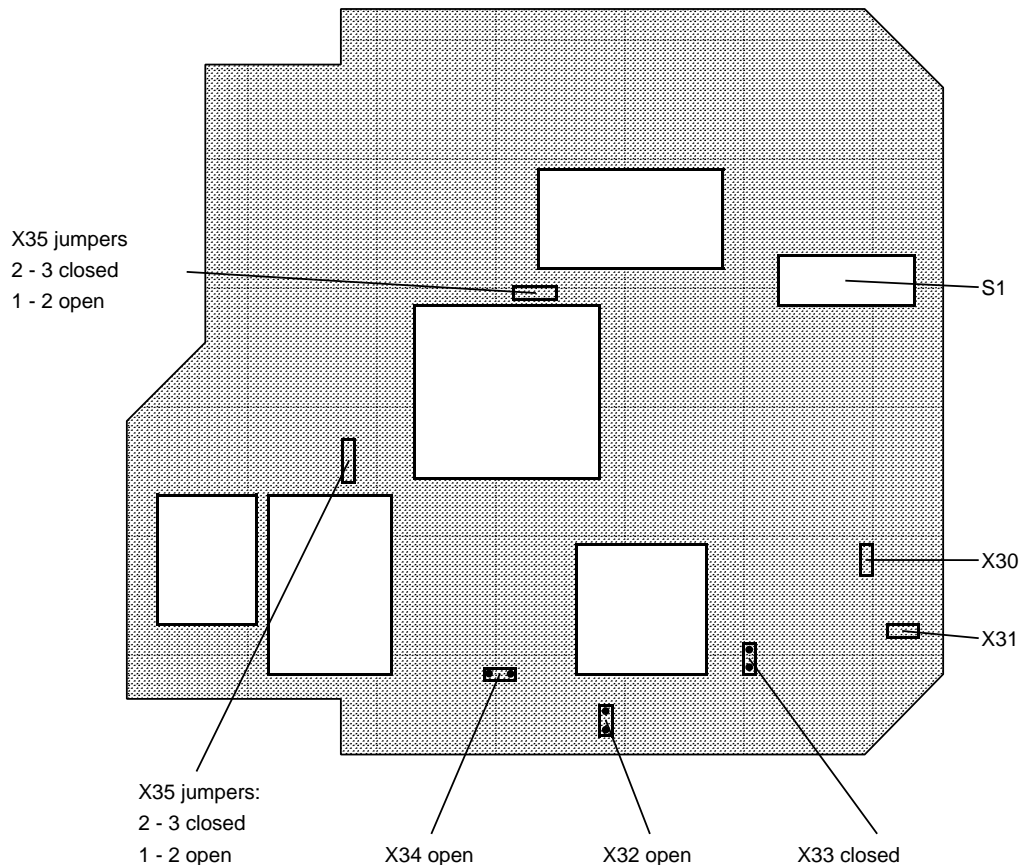 X35 jumpers
2 - 3 closed
1 - 2 open
S1
X30
X31
X35 jumpers:
2 - 3 closed
1 - 2 open
X34 open
X32 open
X33 closed